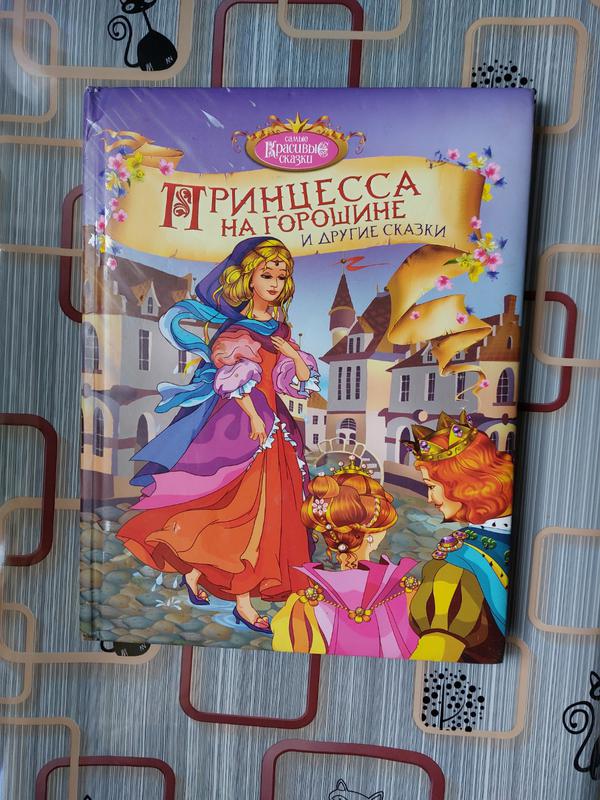 самые
Красивые
сказки
ПРИНЦЕССА
НА ГОРОШИНЕ
И ДРУГИЕ СКАЗКИ